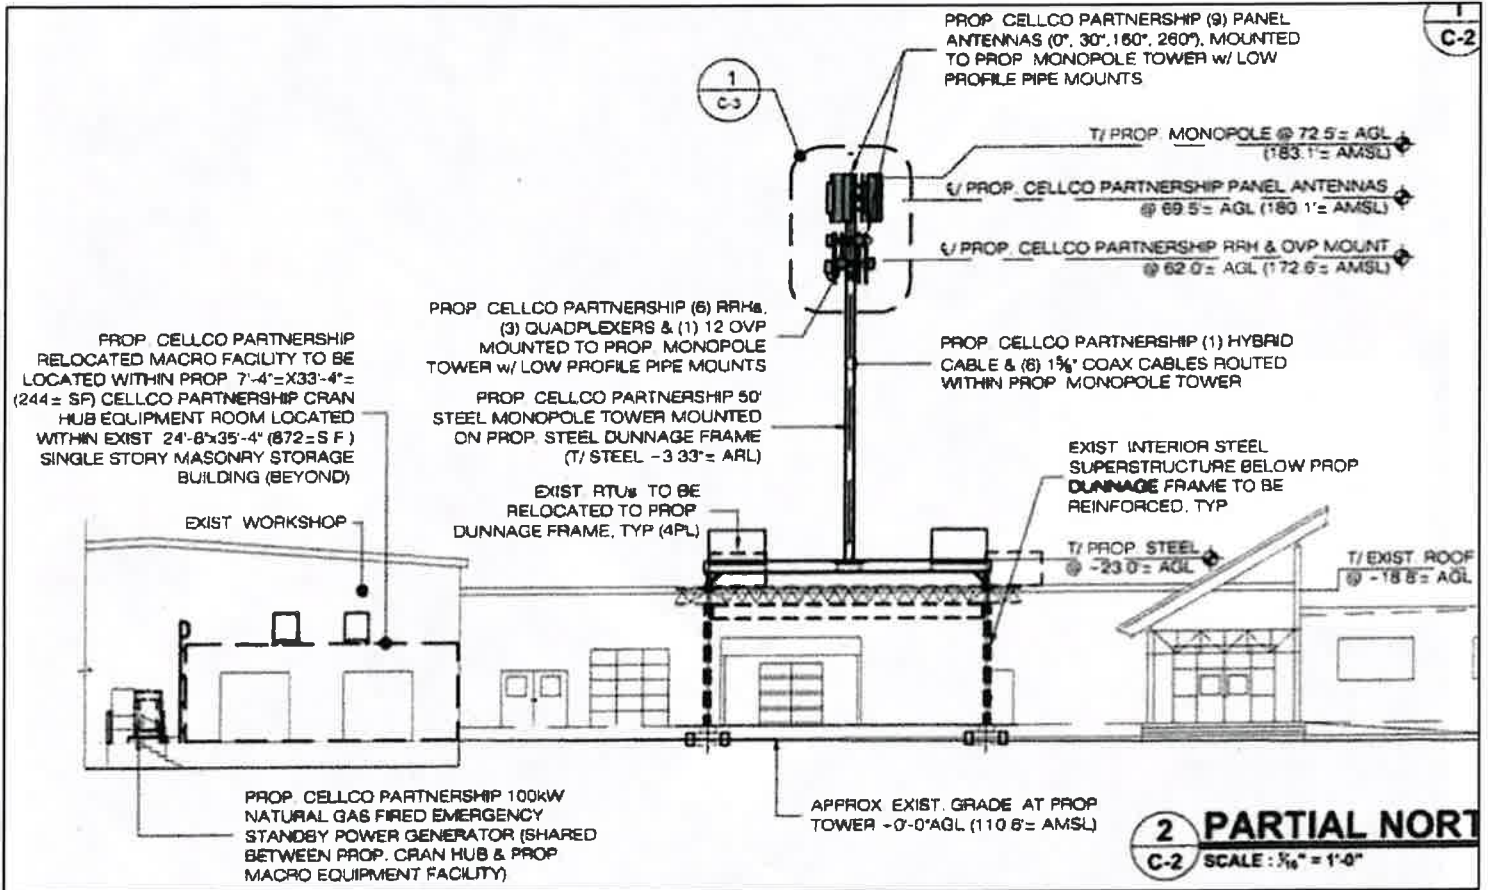 PROP. CELLCO PARTNERSHIP (9) PANEL
ANTENNAS (0°, 30°, 160°, 260°), MOUNTED
TO PROP MONOPOLE TOWER w/ LOW
PROFILE PIPE MOUNTS
1
C-2
1
C-3
T/ PROP. MONOPOLE @ 72.5'± AGL
(183.1'± AMSL)
℄/ PROP. CELLCO PARTNERSHIP PANEL ANTENNAS
@ 69.5'± AGL (180.1'± AMSL)
℄/ PROP. CELLCO PARTNERSHIP RRH & OVP MOUNT
@ 62.0'± AGL (172.6'± AMSL)
PROP. CELLCO PARTNERSHIP (6) RRHs,
(3) QUADPLEXERS & (1) 12 OVP
MOUNTED TO PROP. MONOPOLE
TOWER w/ LOW PROFILE PIPE MOUNTS
PROP. CELLCO PARTNERSHIP
RELOCATED MACRO FACILITY TO BE
LOCATED WITHIN PROP 7'-4"±X33'-4"±
(244± SF) CELLCO PARTNERSHIP CRAN
HUB EQUIPMENT ROOM LOCATED
WITHIN EXIST 24'-8"x35'-4" (872± S.F.)
SINGLE STORY MASONRY STORAGE
BUILDING (BEYOND)
PROP. CELLCO PARTNERSHIP (1) HYBRID
CABLE & (6) 1⅝" COAX CABLES ROUTED
WITHIN PROP MONOPOLE TOWER
PROP. CELLCO PARTNERSHIP 50'
STEEL MONOPOLE TOWER MOUNTED
ON PROP. STEEL DUNNAGE FRAME
(T/ STEEL ~3.33'± ARL)
EXIST INTERIOR STEEL
SUPERSTRUCTURE BELOW PROP
DUNNAGE FRAME TO BE
REINFORCED, TYP
EXIST. RTUs TO BE
RELOCATED TO PROP
DUNNAGE FRAME, TYP (4PL)
EXIST WORKSHOP
T/ PROP. STEEL
@ ~23.0'± AGL
T/ EXIST. ROOF
@ ~18.8'± AGL
PROP. CELLCO PARTNERSHIP 100kW
NATURAL GAS FIRED EMERGENCY
STANDBY POWER GENERATOR (SHARED
BETWEEN PROP. CRAN HUB & PROP
MACRO EQUIPMENT FACILITY)
APPROX EXIST. GRADE AT PROP
TOWER ~0'-0"AGL (110.6'± AMSL)
2
C-2
PARTIAL NORT
SCALE : 3/16" = 1'-0"